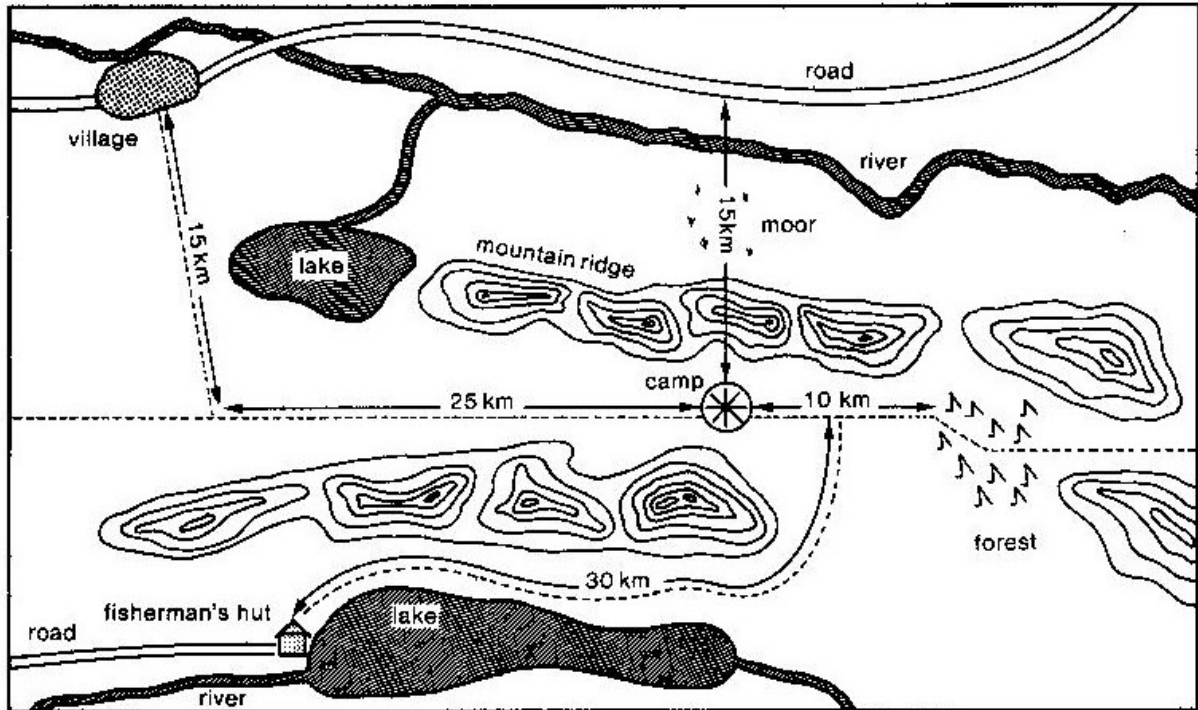 road
village
river
15 km
moor
15 km
lake
mountain ridge
camp
25 km
10 km
forest
30 km
fisherman's hut
lake
road
river